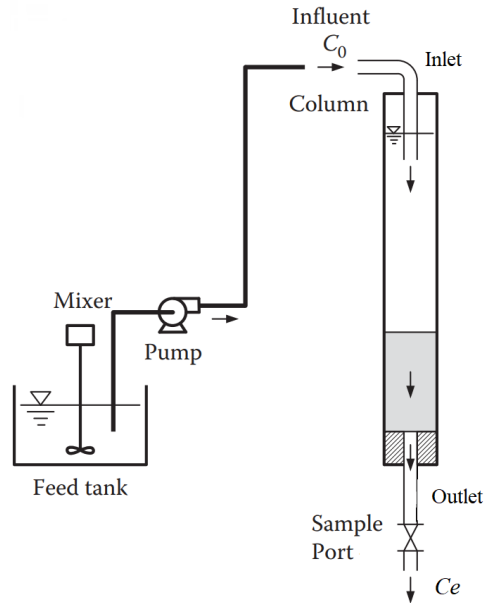 Influent
C₀
Inlet
Column
Mixer
Pump
Feed tank
Outlet
Sample
Port
Ce